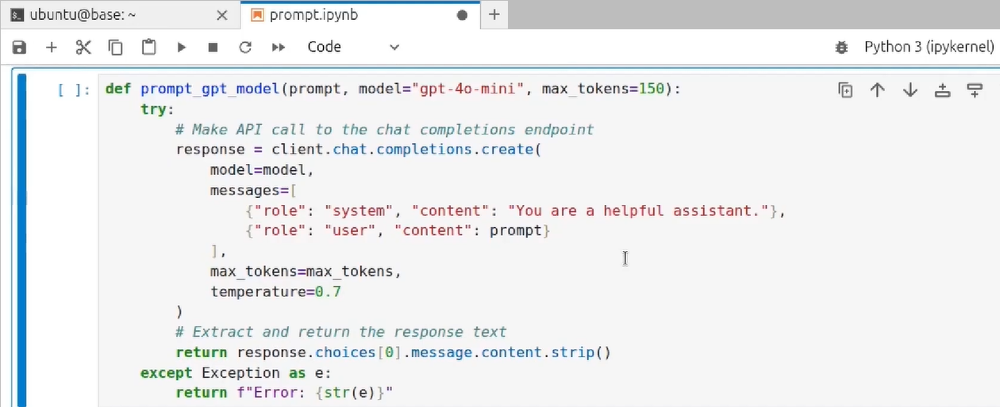 ubuntu@base: ~
prompt.ipynb
Code
Python 3 (ipykernel)
[ ]:
def prompt_gpt_model(prompt, model="gpt-4o-mini", max_tokens=150):
    try:
        # Make API call to the chat completions endpoint
        response = client.chat.completions.create(
            model=model,
            messages=[
                {"role": "system", "content": "You are a helpful assistant."},
                {"role": "user", "content": prompt}
            ],
            max_tokens=max_tokens,
            temperature=0.7
        )
        # Extract and return the response text
        return response.choices[0].message.content.strip()
    except Exception as e:
        return f"Error: {str(e)}"